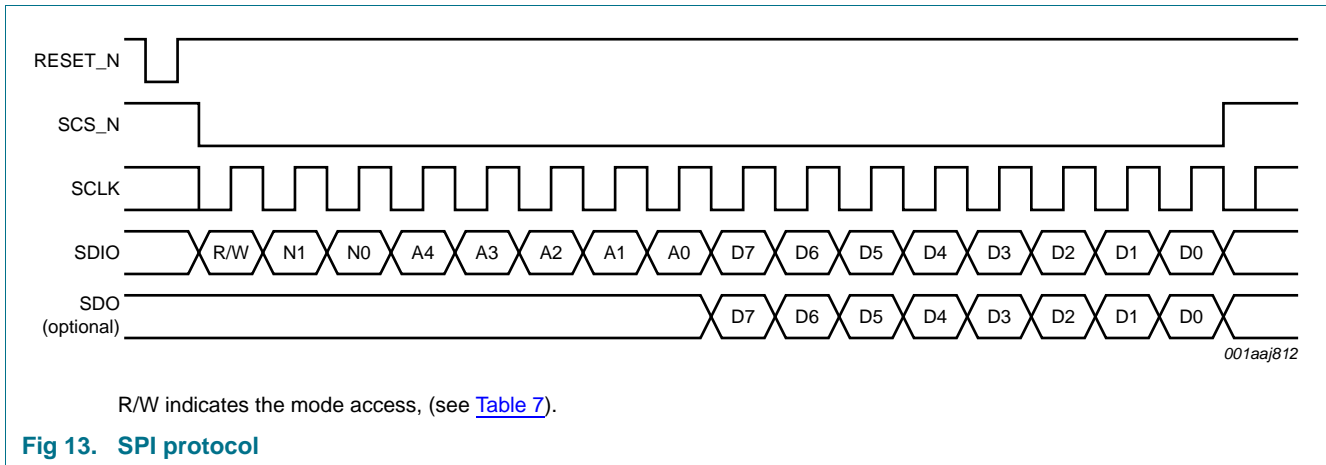 RESET_N
SCS_N
SCLK
SDIO R/W N1 N0 A4 A3 A2 A1 A0 D7 D6 D5 D4 D3 D2 D1 D0
SDO
(optional) D7 D6 D5 D4 D3 D2 D1 D0
001aaj812
R/W indicates the mode access, (see Table 7).
Fig 13. SPI protocol